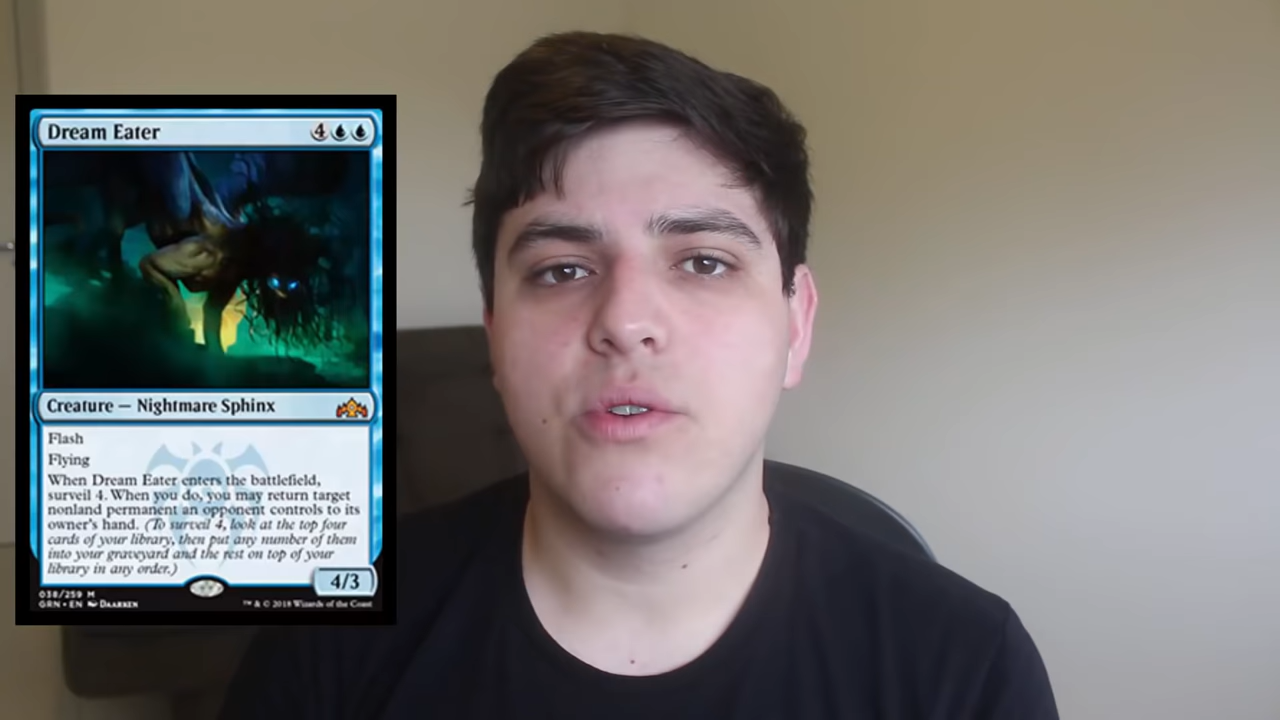 Dream Eater 4
Creature — Nightmare Sphinx
Flash
Flying
When Dream Eater enters the battlefield,
surveil 4. When you do, you may return target
nonland permanent an opponent controls to its
owner's hand. (To surveil 4, look at the top four
cards of your library, then put any number of them
into your graveyard and the rest on top of your
library in any order.)
4/3
038/259 M
GRN • EN DAARKEN
™ & © 2018 Wizards of the Coast